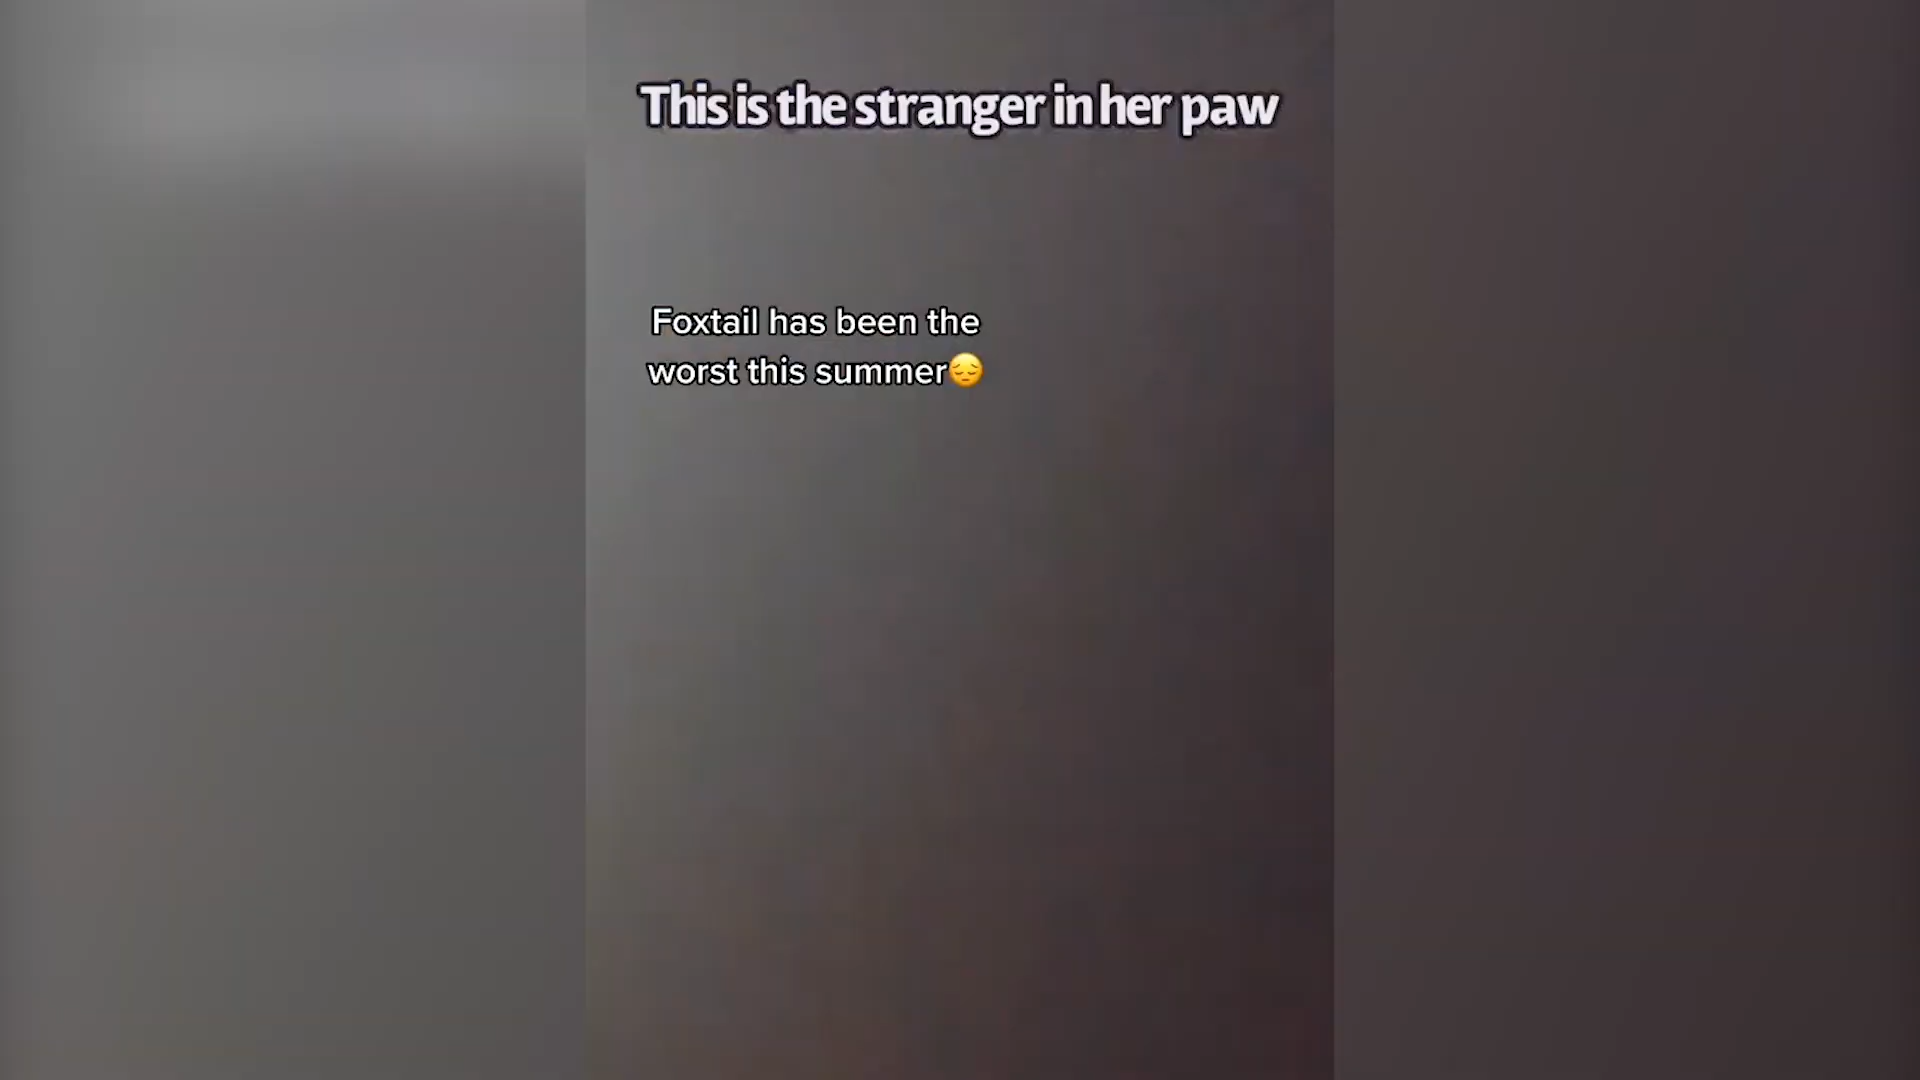 This is the stranger in her paw
Foxtail has been the
worst this summer😔